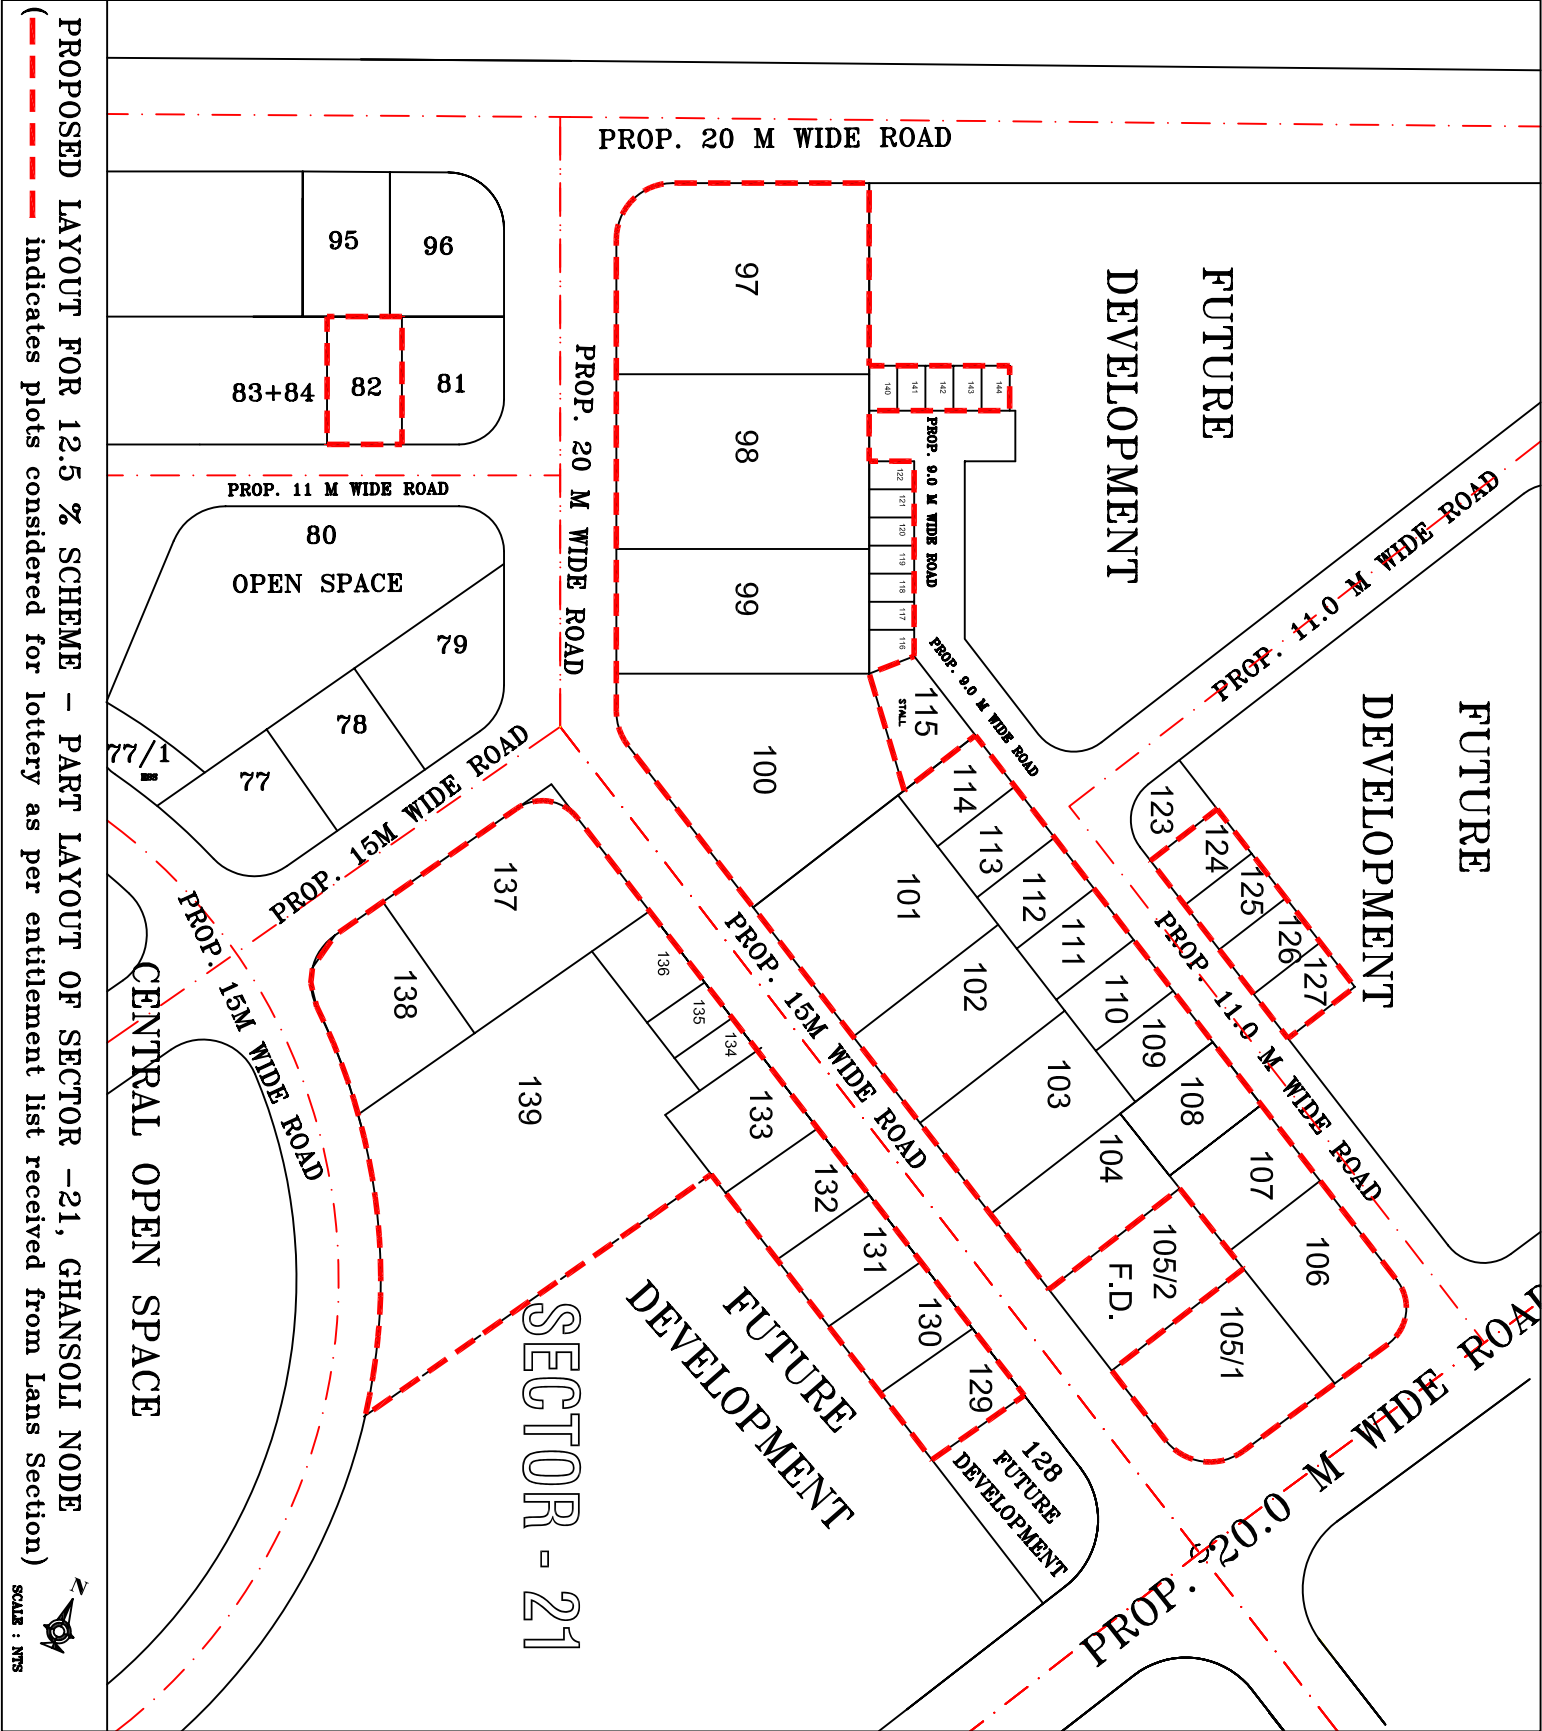 PROPOSED LAYOUT FOR 12.5 % SCHEME - PART LAYOUT OF SECTOR -21, GHANSOLI NODE
( indicates plots considered for lottery as per entitlement list received from Lans Section)
N
SCALE : NTS
PROP. 20 M WIDE ROAD
95
96
83+84
82
81
PROP. 11 M WIDE ROAD
80
OPEN SPACE
79
78
77
77/1
PROP. 20 M WIDE ROAD
97
98
99
100
140
141
142
143
144
PROP. 9.0 M WIDE ROAD
122
121
120
119
118
117
116
115
STALL
PROP. 9.0 M WIDE ROAD
FUTURE
DEVELOPMENT
PROP. 11.0 M WIDE ROAD
FUTURE
DEVELOPMENT
123
124
125
126
127
114
113
112
111
110
109
108
107
106
101
102
103
104
105/2
F.D.
105/1
PROP. 11.0 M WIDE ROAD
PROP. 15M WIDE ROAD
PROP. 15M WIDE ROAD
PROP. 15M WIDE ROAD
137
138
136
135
134
139
133
132
131
130
129
128
FUTURE
DEVELOPMENT
FUTURE
DEVELOPMENT
CENTRAL OPEN SPACE
SECTOR - 21
PROP. 20.0 M WIDE ROAD